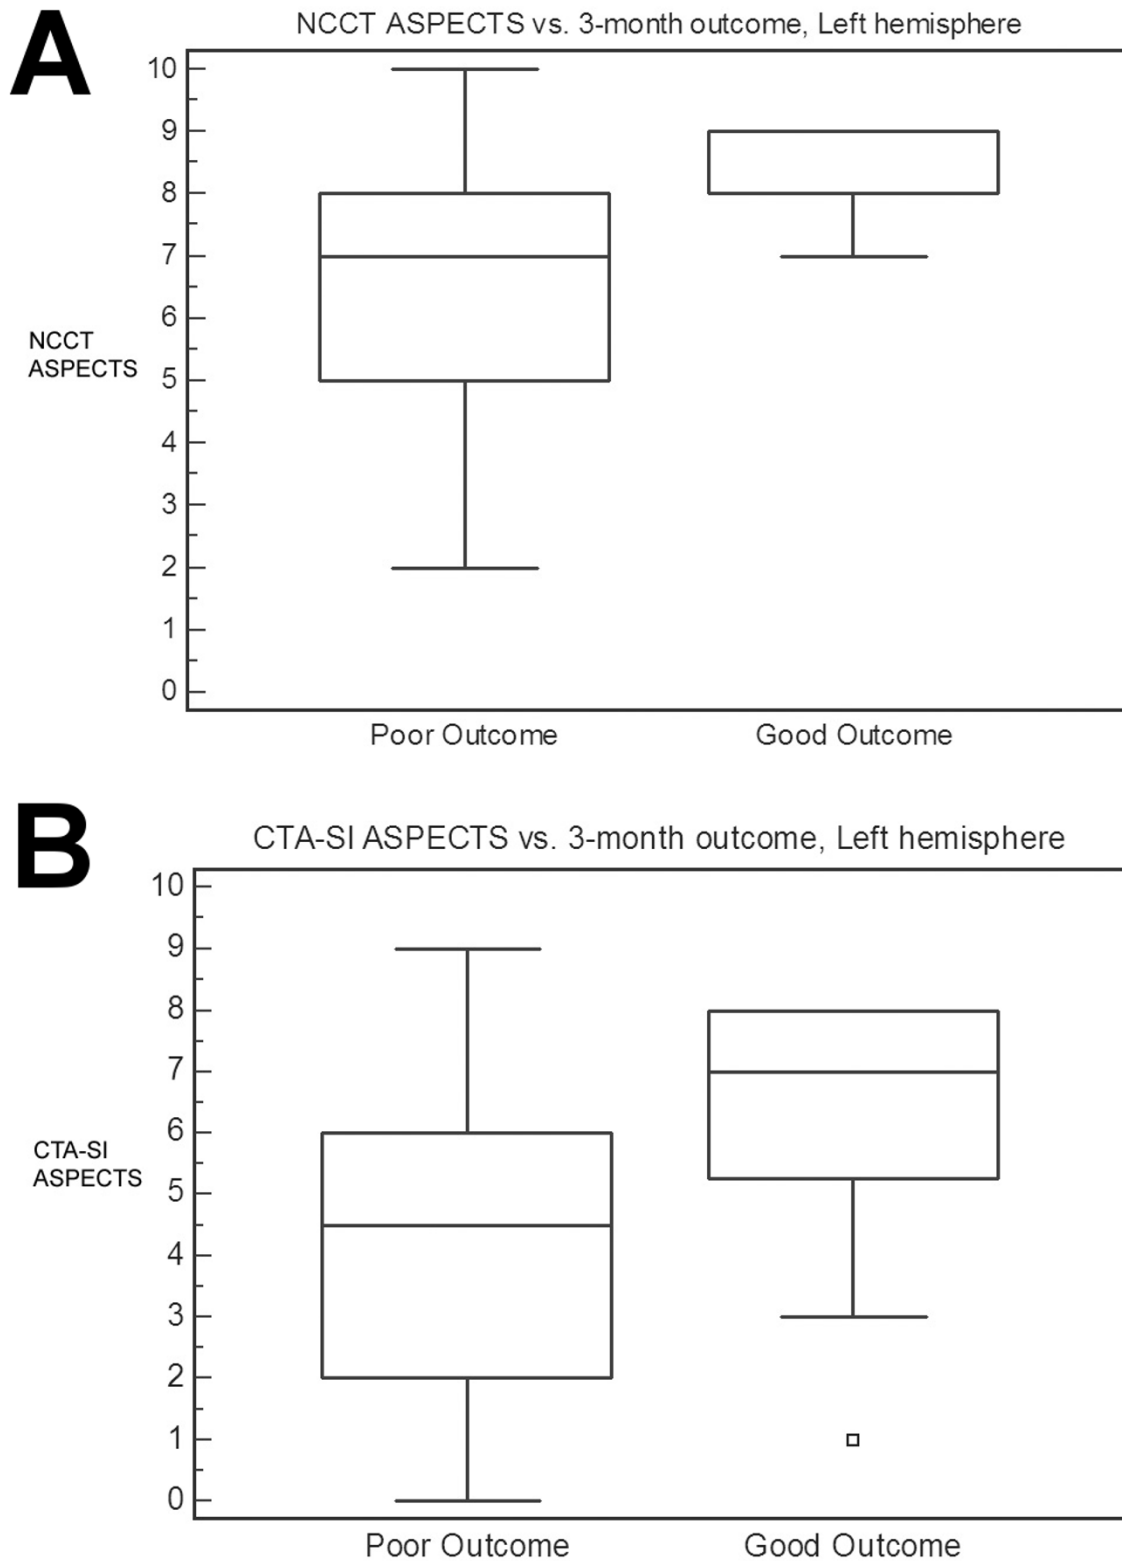 A
NCCT ASPECTS vs. 3-month outcome, Left hemisphere
10
9
8
7
6
5
4
3
2
1
0
NCCT
ASPECTS
Poor Outcome Good Outcome
B
CTA-SI ASPECTS vs. 3-month outcome, Left hemisphere
10
9
8
7
6
5
4
3
2
1
0
CTA-SI
ASPECTS
Poor Outcome Good Outcome